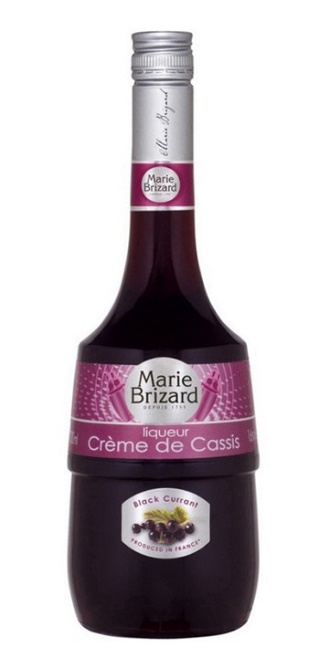 Marie Brizard
Marie
Brizard
Marie
Brizard
DEPUIS 1755
liqueur
Crème de Cassis
Black Currant
PRODUCED IN FRANCE